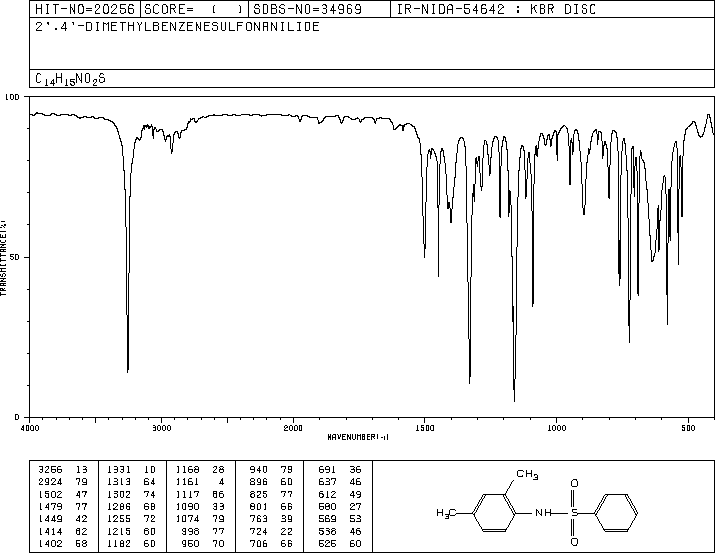 HIT-NO=20256 SCORE= ( ) SDBS-NO=34969 IR-NIDA-54642 : KBR DISC
2',4'-DIMETHYLBENZENESULFONANILIDE
C14H15NO2S
100
50
0
TRANSMITTANCE(%)
4000 3000 2000 1500 1000 500
WAVENUMBER(-1)
3256 13 1331 10 1168 28 940 79 691 36
2924 79 1313 64 1161 4 896 60 637 46
1502 47 1302 74 1117 86 825 77 612 49
1479 77 1286 68 1090 33 801 66 580 27
1449 42 1255 72 1074 79 763 39 569 53
1414 62 1215 60 998 77 724 22 538 46
1402 58 1182 60 950 70 706 66 525 60
CH3
O
H3C
NH
S
O